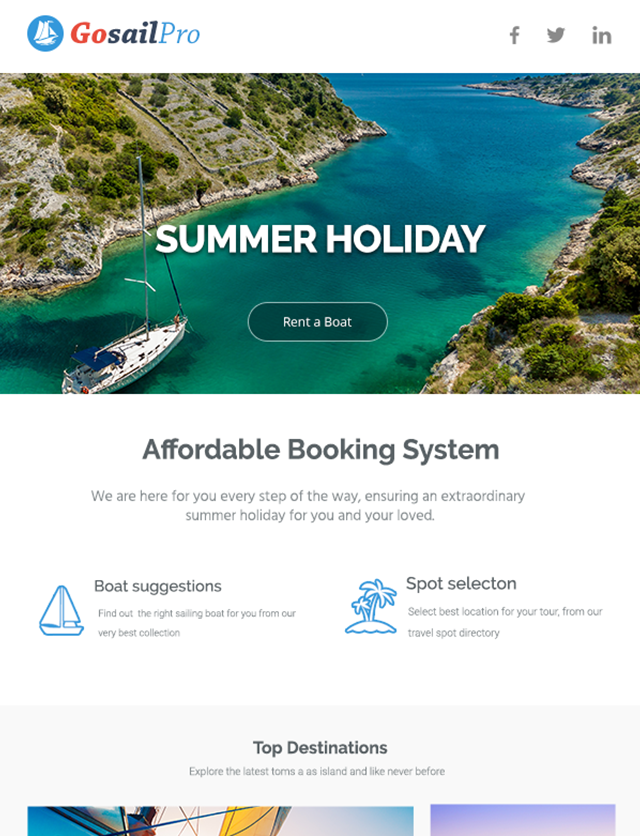 GosailPro
SUMMER HOLIDAY
Rent a Boat
Affordable Booking System
We are here for you every step of the way, ensuring an extraordinary
summer holiday for you and your loved.
Boat suggestions
Find out the right sailing boat for you from our
very best collection
Spot selecton
Select best location for your tour, from our
travel spot directory
Top Destinations
Explore the latest toms a as island and like never before